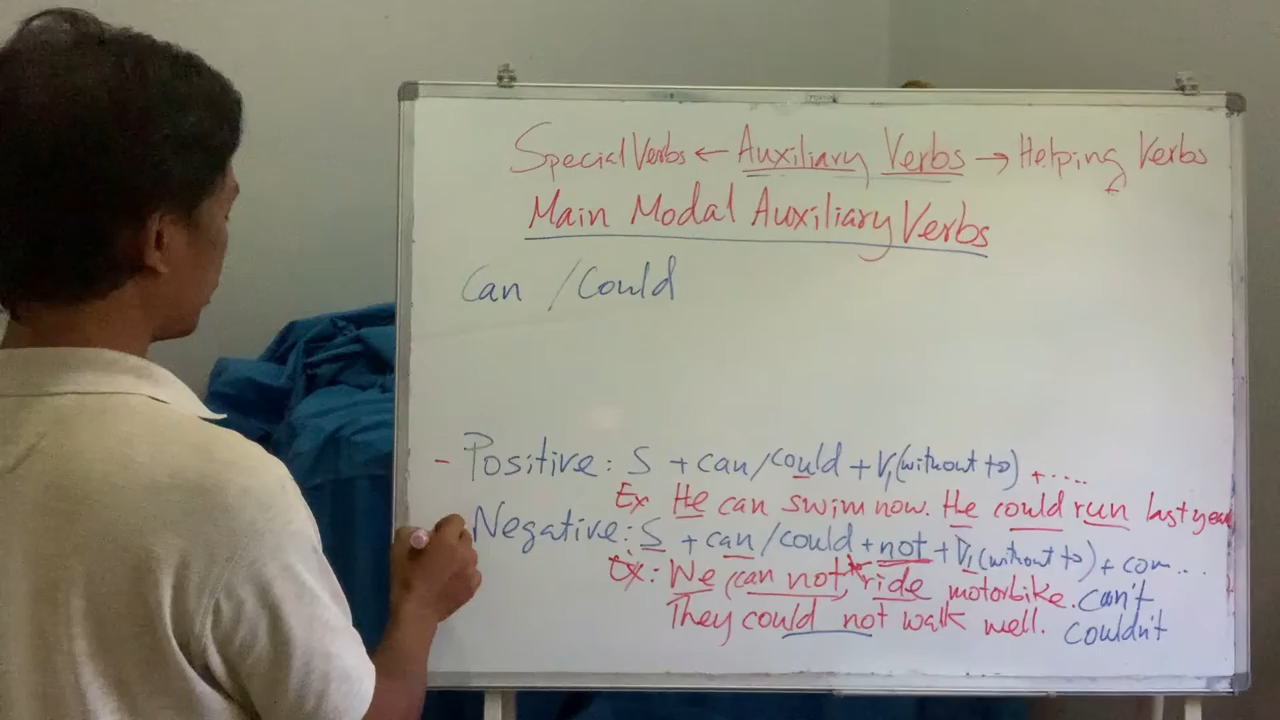 Special Verbs ← Auxiliary Verbs → Helping Verbs
Main Modal Auxiliary Verbs
Can /Could
- Positive: S + can/could + V1(without to) + .....
Ex He can swim now. He could run last year
Negative: S + can/could + not + V1(without to) + com...
Ex: We can not ride motorbike. can't
They could not walk well. couldn't